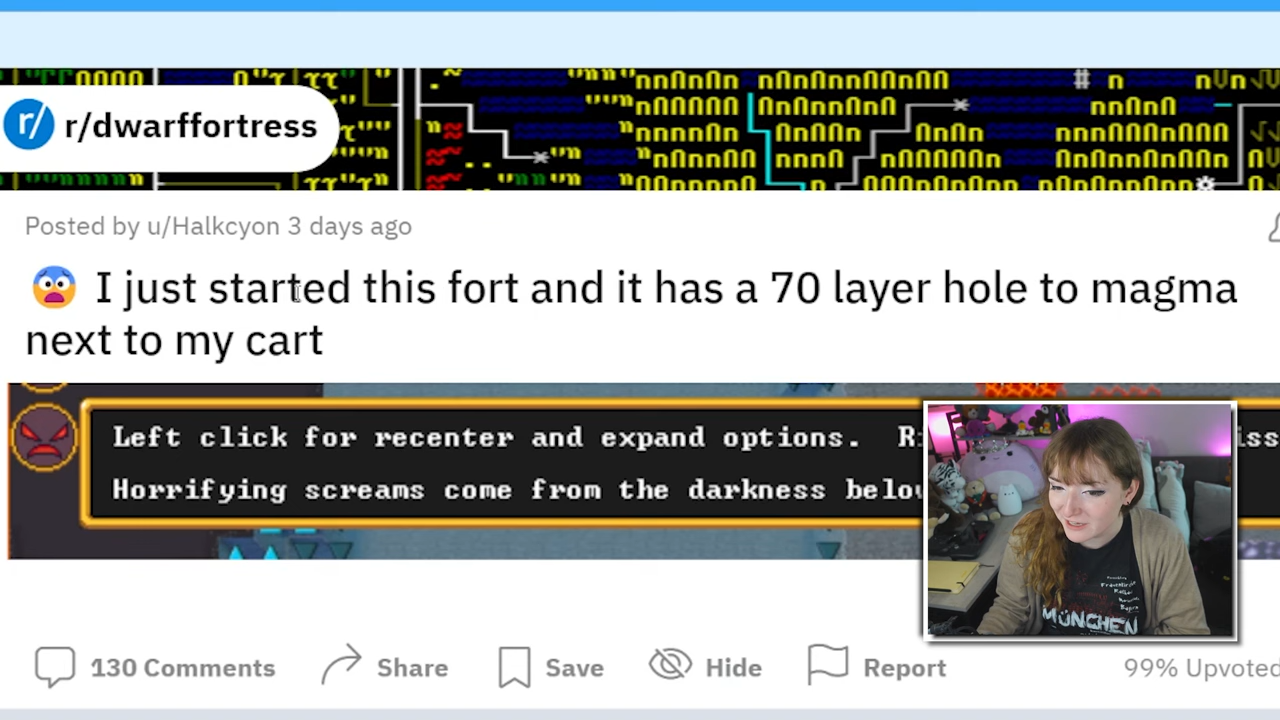 r/dwarffortress
Posted by u/Halkcyon 3 days ago
I just started this fort and it has a 70 layer hole to magma
next to my cart
Left click for recenter and expand options.
Horrifying screams come from the darkness
MÜNCHEN
130 Comments
Share
Save
Hide
Report
99% Upvoted